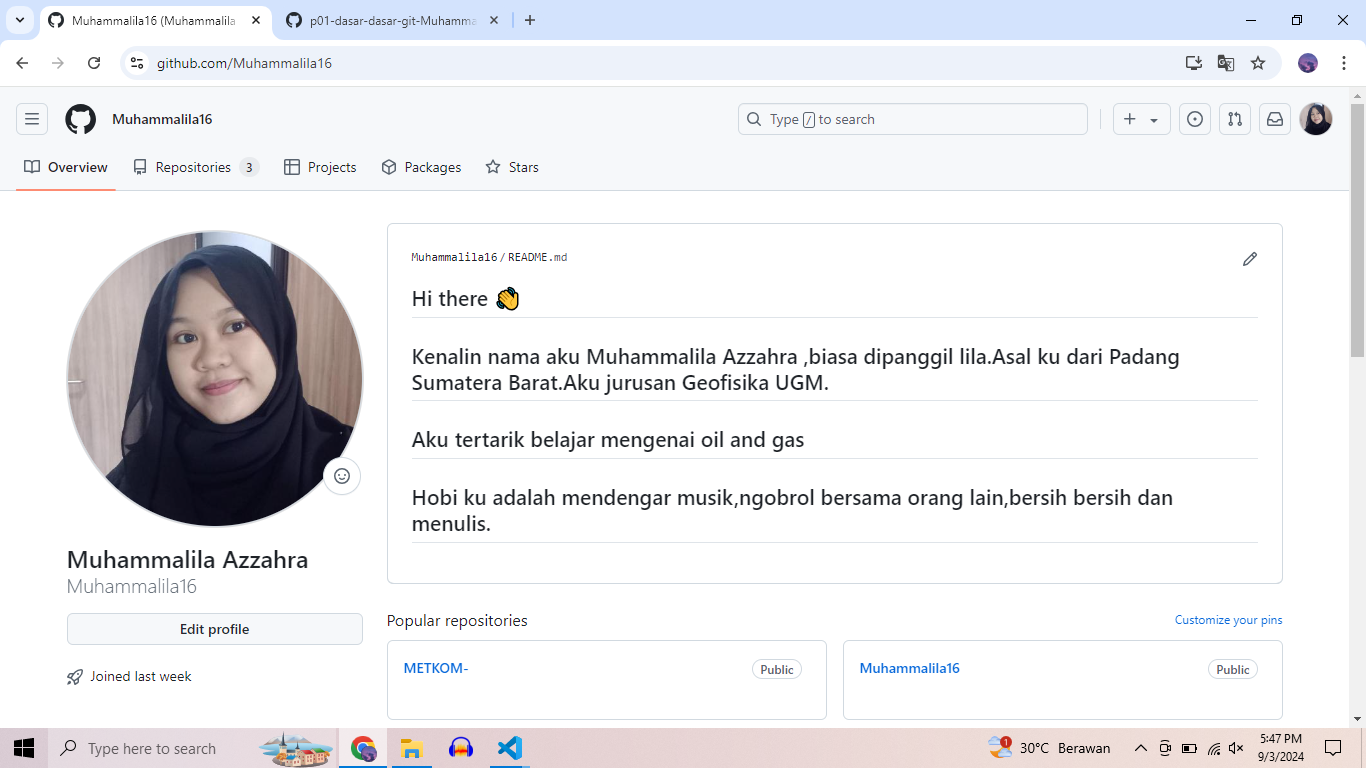 Muhammalila16 (Muhammalila
p01-dasar-dasar-git-Muhamma
github.com/Muhammalila16
Muhammalila16
Type / to search
Overview
Repositories 3
Projects
Packages
Stars
Muhammalila16/README.md
Hi there 👋
Kenalin nama aku Muhammalila Azzahra ,biasa dipanggil lila.Asal ku dari Padang
Sumatera Barat.Aku jurusan Geofisika UGM.
Aku tertarik belajar mengenai oil and gas
Hobi ku adalah mendengar musik,ngobrol bersama orang lain,bersih bersih dan
menulis.
Muhammalila Azzahra
Muhammalila16
Edit profile
Joined last week
Popular repositories
Customize your pins
METKOM-
Public
Muhammalila16
Public
Type here to search
1
30°C Berawan
5:47 PM
9/3/2024